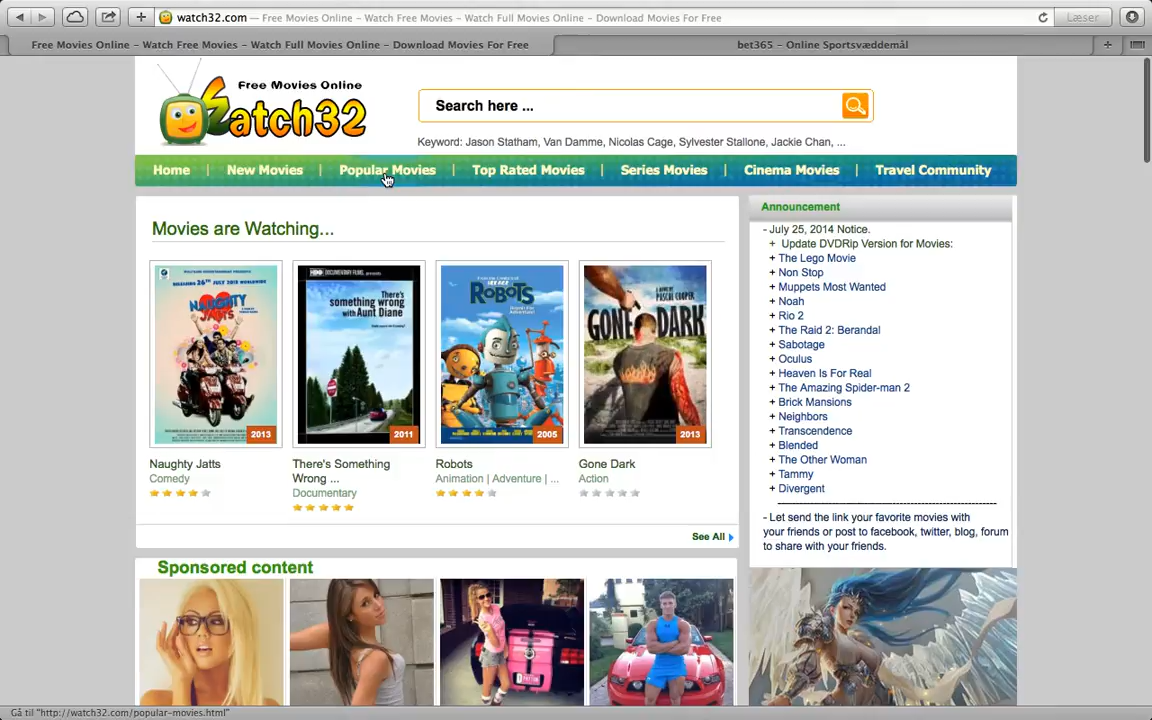 watch32.com — Free Movies Online – Watch Free Movies - Watch Full Movies Online – Download Movies For Free
Læser
Free Movies Online – Watch Free Movies - Watch Full Movies Online – Download Movies For Free
bet365 – Online Sportsvæddemål
Free Movies Online
Watch32
Search here ...
Keyword: Jason Statham, Van Damme, Nicolas Cage, Sylvester Stallone, Jackie Chan, ...
Home | New Movies | Popular Movies | Top Rated Movies | Series Movies | Cinema Movies | Travel Community
Movies are Watching...
RELEASING 26TH JULY 2013 WORLDWIDE
NAUGHTY JATTS
2013
HBO DOCUMENTARY FILMS presents
There's something wrong with Aunt Diane
2011
ROBOTS
2005
GONE DARK
2013
Naughty Jatts
Comedy
There's Something Wrong ...
Documentary
Robots
Animation | Adventure | ...
Gone Dark
Action
See All
Announcement
- July 25, 2014 Notice.
+ Update DVDRip Version for Movies:
+ The Lego Movie
+ Non Stop
+ Muppets Most Wanted
+ Noah
+ Rio 2
+ The Raid 2: Berandal
+ Sabotage
+ Oculus
+ Heaven Is For Real
+ The Amazing Spider-man 2
+ Brick Mansions
+ Neighbors
+ Transcendence
+ Blended
+ The Other Woman
+ Tammy
+ Divergent
- Let send the link your favorite movies with
your friends or post to facebook, twitter, blog, forum
to share with your friends.
Sponsored content
Gå til "http://watch32.com/popular-movies.html"